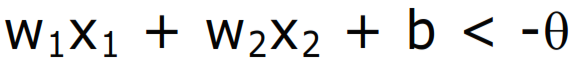 w₁x₁ + w₂x₂ + b < -θ